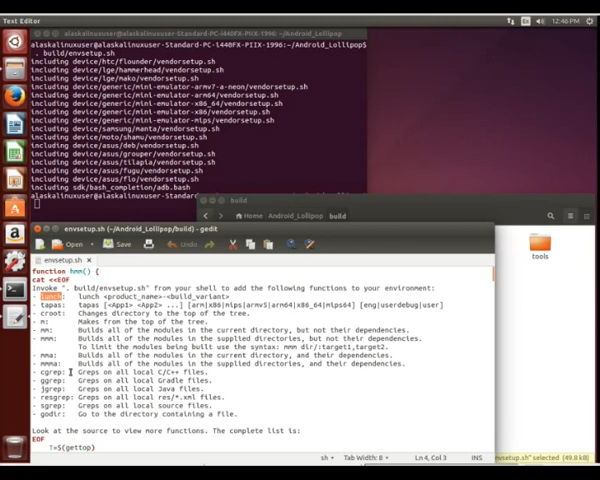 Text Editor
En
12:46 PM
alaskalinuxuser@alaskalinuxuser-Standard-PC-i440FX-PIIX-1996: ~/Android_Lollipop
alaskalinuxuser@alaskalinuxuser-Standard-PC-i440FX-PIIX-1996:~/Android_Lollipop$
. build/envsetup.sh
including device/htc/flounder/vendorsetup.sh
including device/lge/hammerhead/vendorsetup.sh
including device/lge/mako/vendorsetup.sh
including device/generic/mini-emulator-armv7-a-neon/vendorsetup.sh
including device/generic/mini-emulator-arm64/vendorsetup.sh
including device/generic/mini-emulator-x86_64/vendorsetup.sh
including device/generic/mini-emulator-x86/vendorsetup.sh
including device/generic/mini-emulator-mips/vendorsetup.sh
including device/samsung/manta/vendorsetup.sh
including device/moto/shamu/vendorsetup.sh
including device/asus/deb/vendorsetup.sh
including device/asus/grouper/vendorsetup.sh
including device/asus/tilapia/vendorsetup.sh
including device/asus/fugu/vendorsetup.sh
including device/asus/flo/vendorsetup.sh
including sdk/bash_completion/adb.bash
build
Home Android_Lollipop build
tools
envsetup.sh (~/Android_Lollipop/build) - gedit
Open Save Undo
envsetup.sh
function hmm() {
cat <<EOF
Invoke ". build/envsetup.sh" from your shell to add the following functions to your environment:
- lunch: lunch <product_name>-<build_variant>
- tapas: tapas [<App1> <App2> ...] [arm|x86|mips|armv5|arm64|x86_64|mips64] [eng|userdebug|user]
- croot: Changes directory to the top of the tree.
- m: Makes from the top of the tree.
- mm: Builds all of the modules in the current directory, but not their dependencies.
- mmm: Builds all of the modules in the supplied directories, but not their dependencies.
To limit the modules being built use the syntax: mmm dir/:target1,target2.
- mma: Builds all of the modules in the current directory, and their dependencies.
- mmma: Builds all of the modules in the supplied directories, and their dependencies.
- cgrep: Greps on all local C/C++ files.
- ggrep: Greps on all local Gradle files.
- jgrep: Greps on all local Java files.
- resgrep: Greps on all local res/*.xml files.
- sgrep: Greps on all local source files.
- godir: Go to the directory containing a file.
Look at the source to view more functions. The complete list is:
EOF
T=$(gettop)
sh Tab Width: 8 Ln 4, Col 3 INS
envsetup.sh" selected (49.8 kB)